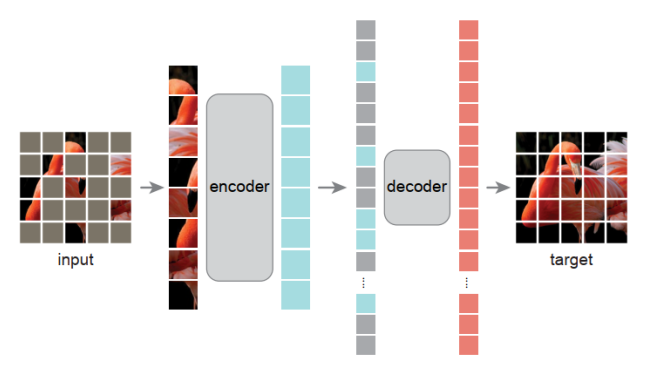 encoder
decoder
input
target